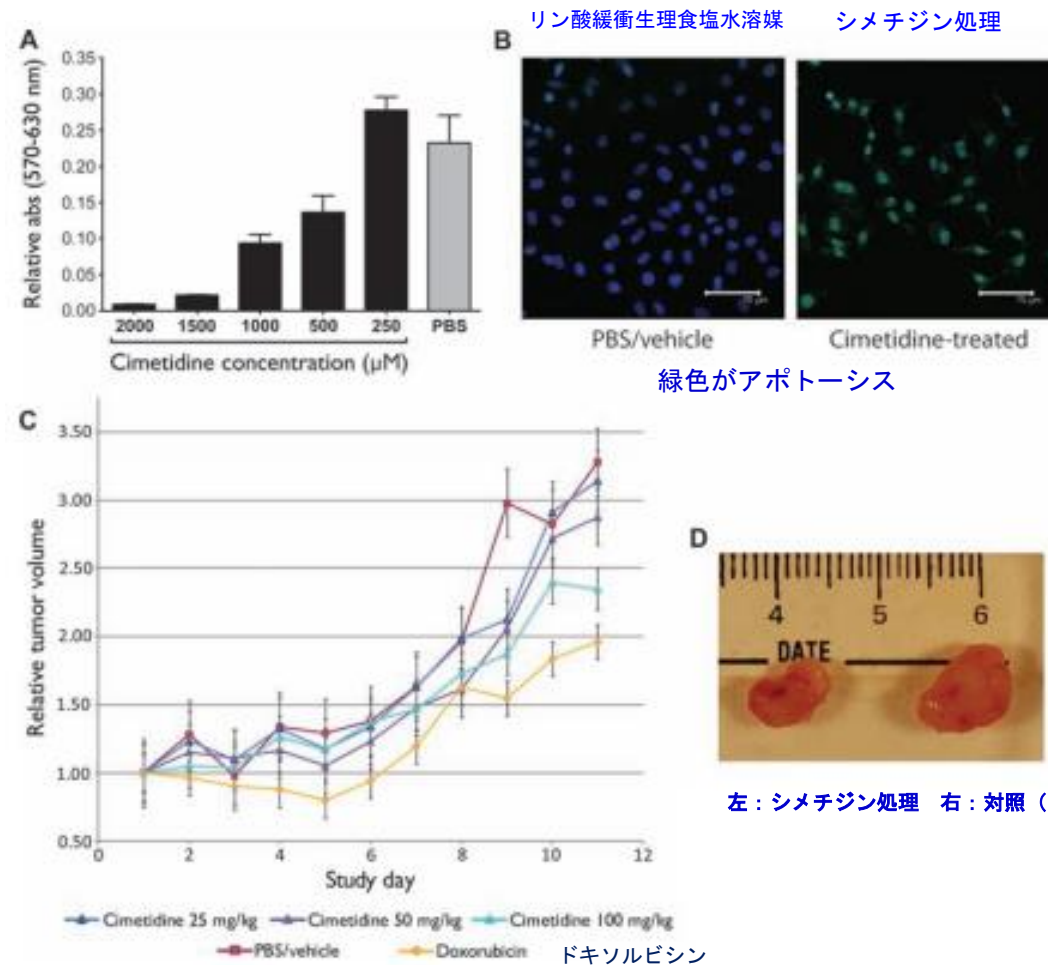 リン酸緩衝生理食塩水溶媒 シメチジン処理
A
B
Relative abs (570-630 nm)
0.35
0.30
0.25
0.20
0.15
0.10
0.05
0.00
2000 1500 1000 500 250 PBS
Cimetidine concentration (µM)
PBS/vehicle Cimetidine-treated
緑色がアポトーシス
C
Relative tumor volume
3.50
3.00
2.50
2.00
1.50
1.00
0.50
0 2 4 6 8 10 12
Study day
Cimetidine 25 mg/kg Cimetidine 50 mg/kg Cimetidine 100 mg/kg
PBS/vehicle Doxorubicin ドキソルビシン
D
4 5 6
DATE
左：シメチジン処理 右：対照（